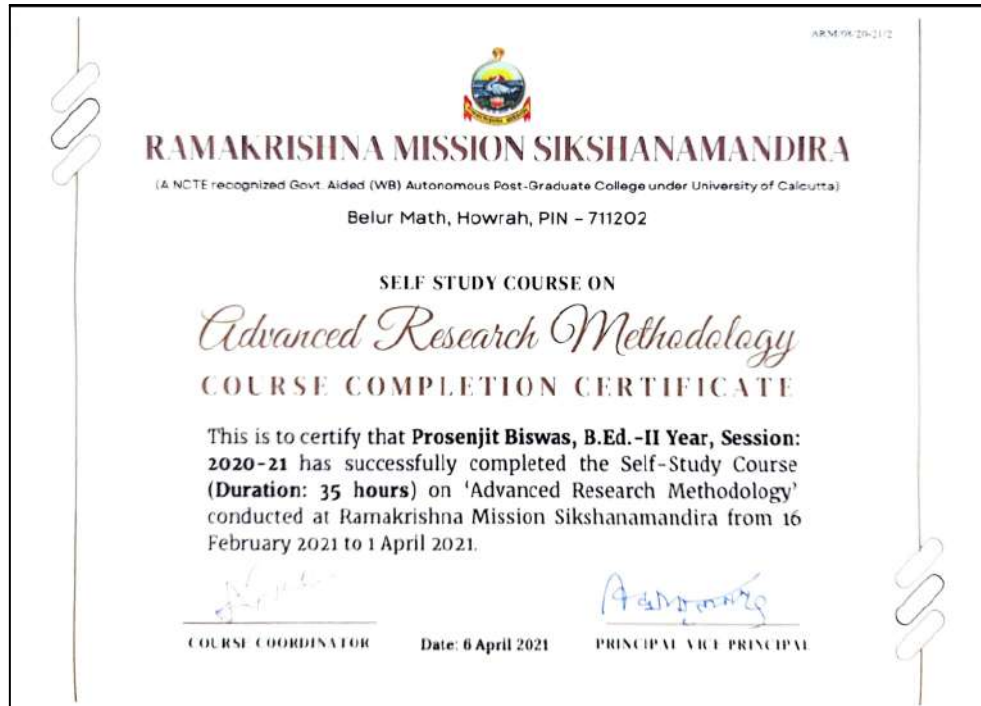 RAMAKRISHNA MISSION SIKSHANAMANDIRA
(A NCTE recognized Govt. Aided (WB) Autonomous Post-Graduate College under University of Calcutta)
Belur Math, Howrah, PIN – 711202
SELF STUDY COURSE ON
Advanced Research Methodology
COURSE COMPLETION CERTIFICATE
This is to certify that Prosenjit Biswas, B.Ed.-II Year, Session:
2020-21 has successfully completed the Self-Study Course
(Duration: 35 hours) on ‘Advanced Research Methodology’
conducted at Ramakrishna Mission Sikshanamandira from 16
February 2021 to 1 April 2021.
COURSE COORDINATOR Date: 6 April 2021 PRINCIPAL VICE PRINCIPAL